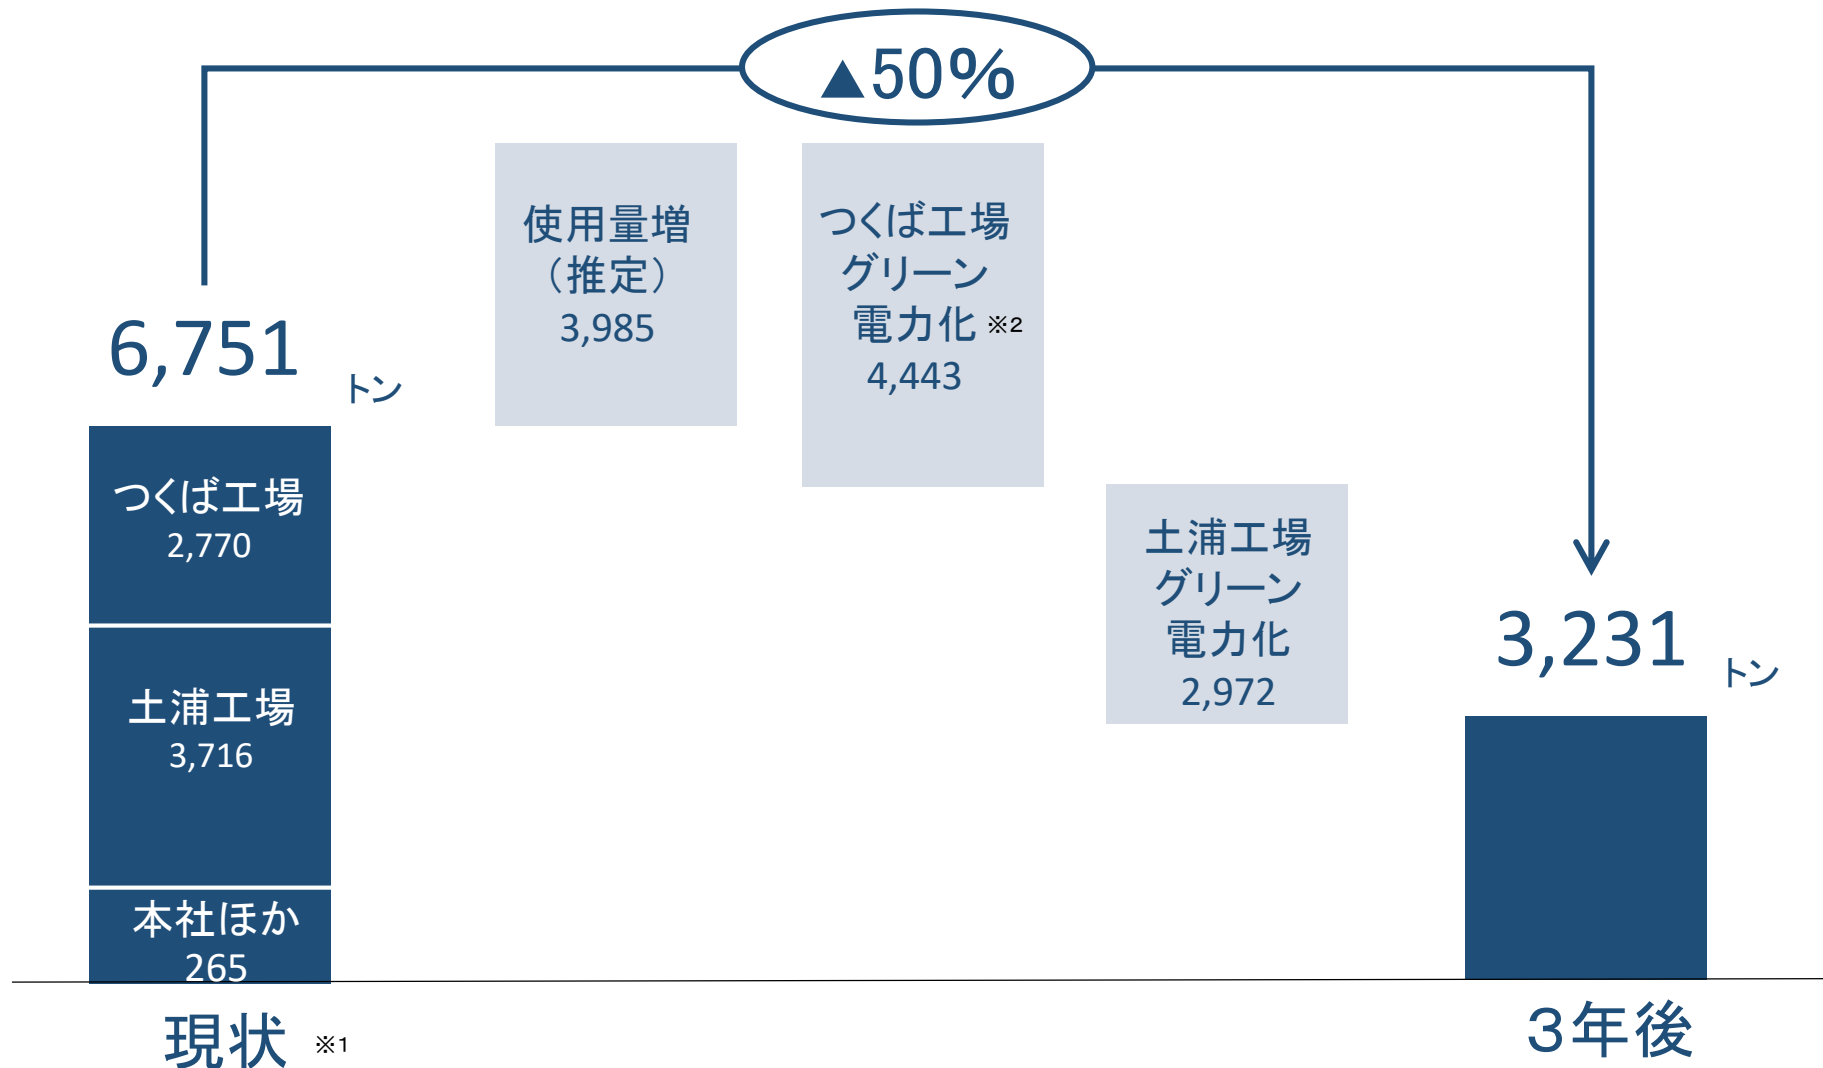 ▲50%
6,751 トン
つくば工場
2,770
土浦工場
3,716
本社ほか
265
現状 ※1
使用量増
（推定）
3,985
つくば工場
グリーン
電力化 ※2
4,443
土浦工場
グリーン
電力化
2,972
3,231 トン
３年後